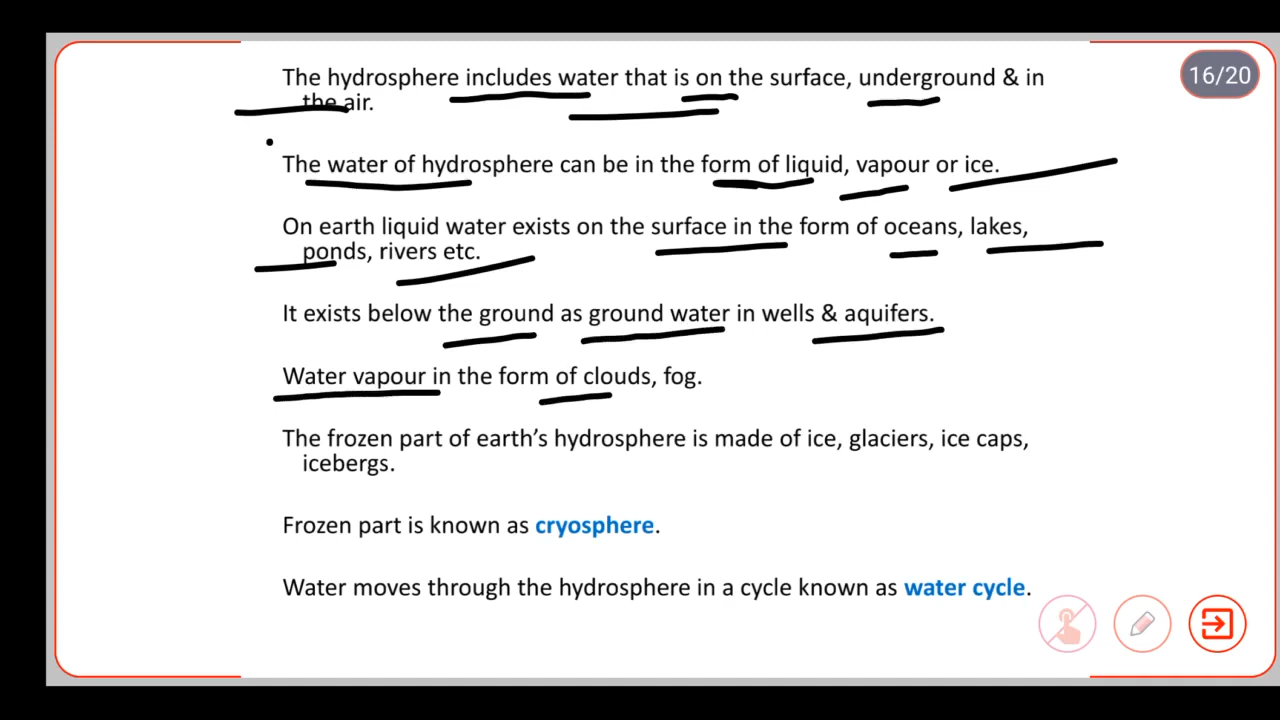 16/20
The hydrosphere includes water that is on the surface, underground & in
the air.
The water of hydrosphere can be in the form of liquid, vapour or ice.
On earth liquid water exists on the surface in the form of oceans, lakes,
ponds, rivers etc.
It exists below the ground as ground water in wells & aquifers.
Water vapour in the form of clouds, fog.
The frozen part of earth’s hydrosphere is made of ice, glaciers, ice caps,
icebergs.
Frozen part is known as cryosphere.
Water moves through the hydrosphere in a cycle known as water cycle.